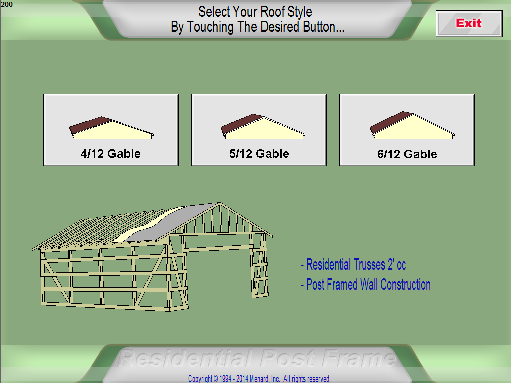 200
Select Your Roof Style
By Touching The Desired Button...
Exit
4/12 Gable
5/12 Gable
6/12 Gable
- Residential Trusses 2' oc
- Post Framed Wall Construction
Residential Post Frame
Copyright © 1994 - 2014 Menard, Inc. All rights reserved